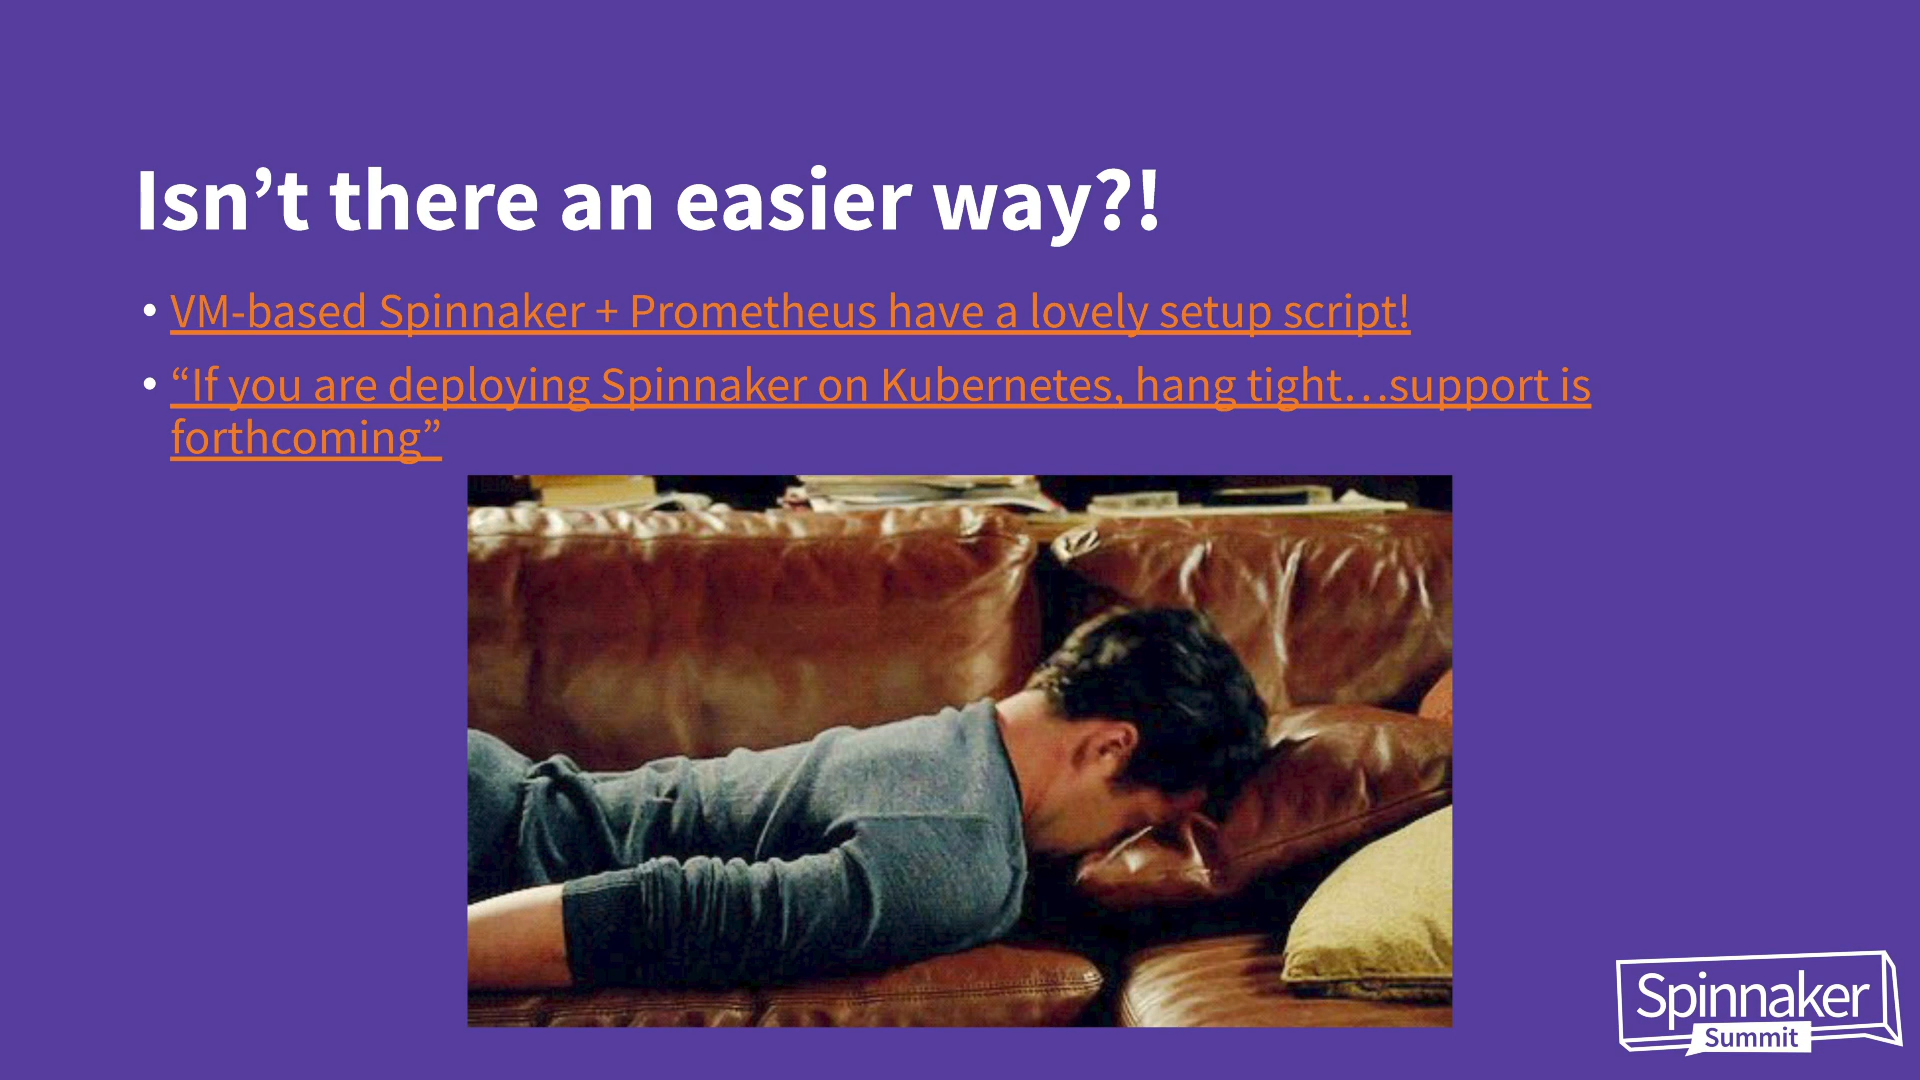 Isn’t there an easier way?!
• VM-based Spinnaker + Prometheus have a lovely setup script!
• “If you are deploying Spinnaker on Kubernetes, hang tight…support is
forthcoming”
Spinnaker
Summit